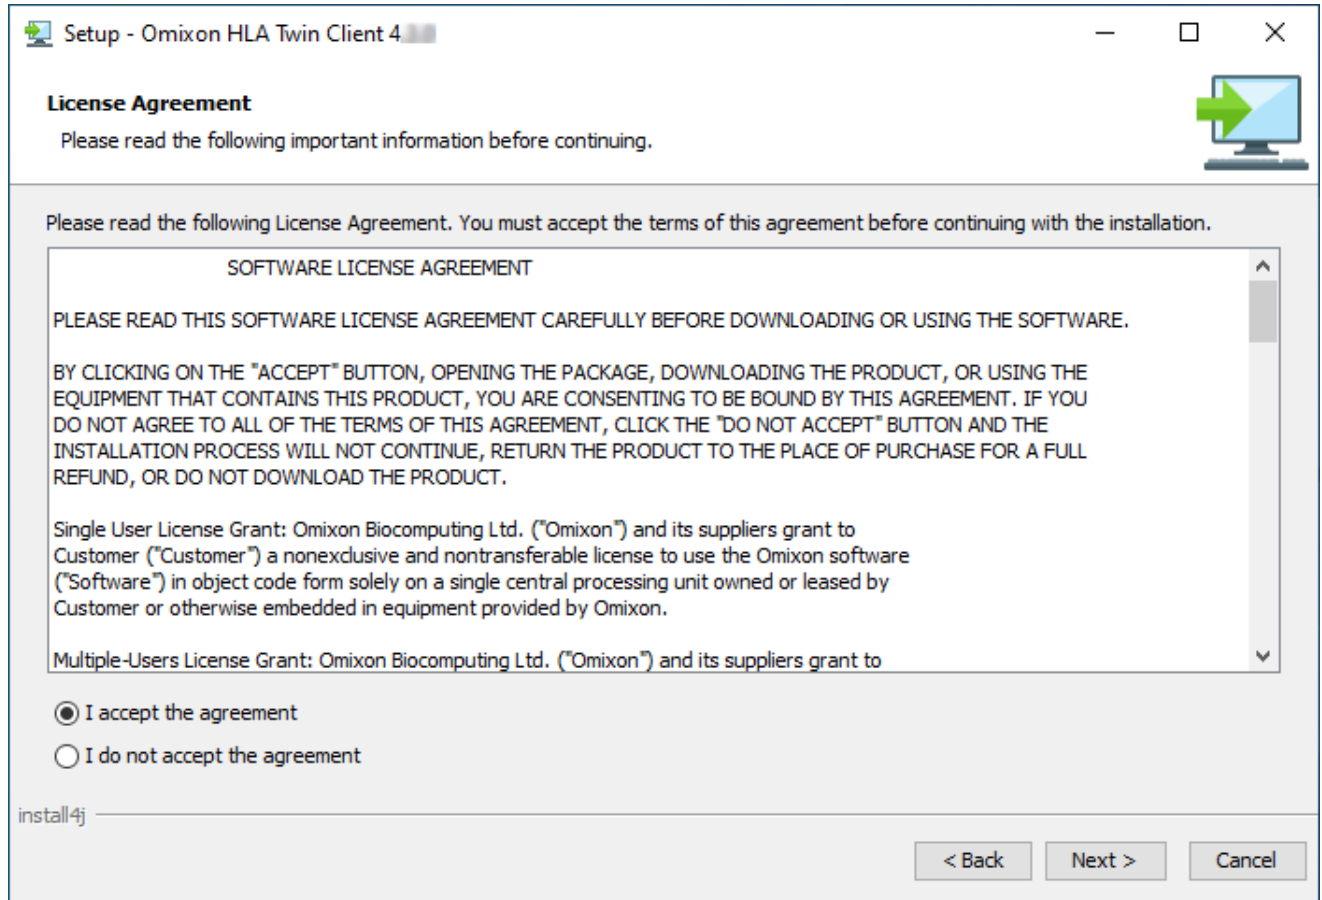 Setup - Omixon HLA Twin Client 4
License Agreement
Please read the following important information before continuing.
Please read the following License Agreement. You must accept the terms of this agreement before continuing with the installation.
SOFTWARE LICENSE AGREEMENT
PLEASE READ THIS SOFTWARE LICENSE AGREEMENT CAREFULLY BEFORE DOWNLOADING OR USING THE SOFTWARE.
BY CLICKING ON THE "ACCEPT" BUTTON, OPENING THE PACKAGE, DOWNLOADING THE PRODUCT, OR USING THE
EQUIPMENT THAT CONTAINS THIS PRODUCT, YOU ARE CONSENTING TO BE BOUND BY THIS AGREEMENT. IF YOU
DO NOT AGREE TO ALL OF THE TERMS OF THIS AGREEMENT, CLICK THE "DO NOT ACCEPT" BUTTON AND THE
INSTALLATION PROCESS WILL NOT CONTINUE, RETURN THE PRODUCT TO THE PLACE OF PURCHASE FOR A FULL
REFUND, OR DO NOT DOWNLOAD THE PRODUCT.
Single User License Grant: Omixon Biocomputing Ltd. ("Omixon") and its suppliers grant to
Customer ("Customer") a nonexclusive and nontransferable license to use the Omixon software
("Software") in object code form solely on a single central processing unit owned or leased by
Customer or otherwise embedded in equipment provided by Omixon.
Multiple-Users License Grant: Omixon Biocomputing Ltd. ("Omixon") and its suppliers grant to
I accept the agreement
I do not accept the agreement
install4j
< Back Next > Cancel